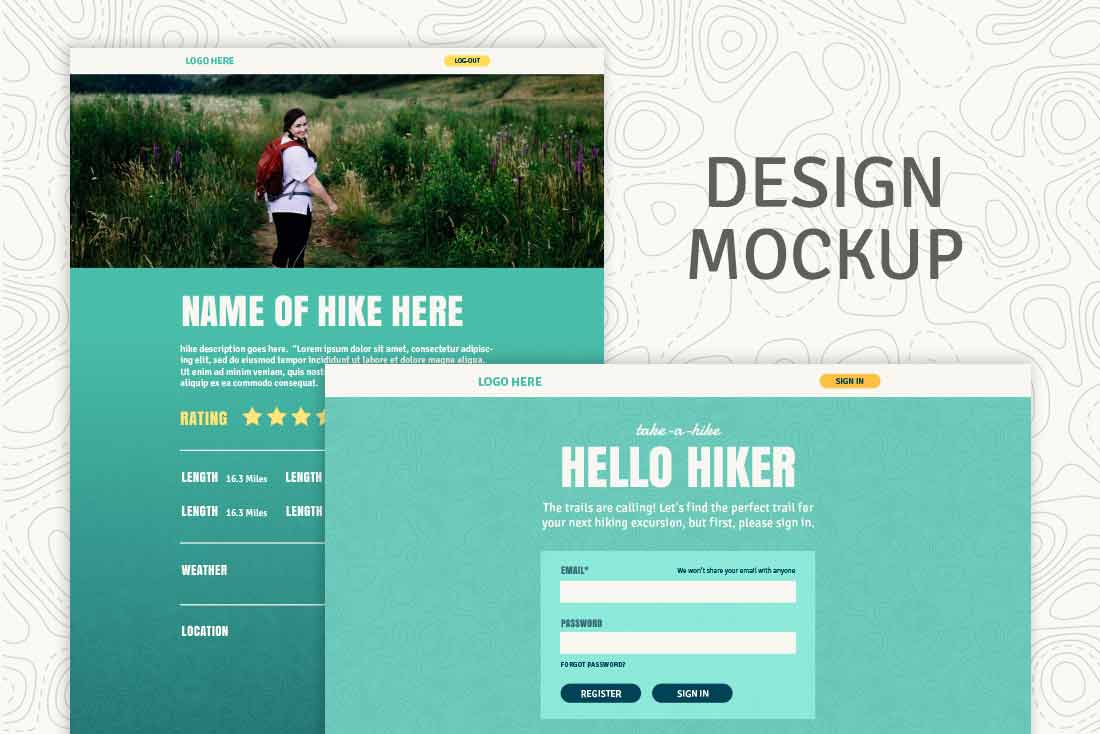 LOGO HERE
LOG-OUT
DESIGN
MOCKUP
NAME OF HIKE HERE
hike description goes here. "Lorem ipsum dolor sit amet, consectetur adipisc-
ing elit, sed do eiusmod tempor incididunt ut labore et dolore magna aliqua.
Ut enim ad minim veniam, quis nost
aliquip ex ea commodo consequat.
RATING
LENGTH 16.3 Miles LENGTH
LENGTH 16.3 Miles LENGTH
WEATHER
LOCATION
LOGO HERE
SIGN IN
take-a-hike
HELLO HIKER
The trails are calling! Let's find the perfect trail for
your next hiking excursion, but first, please sign in.
EMAIL*
We won't share your email with anyone
PASSWORD
FORGOT PASSWORD?
REGISTER
SIGN IN